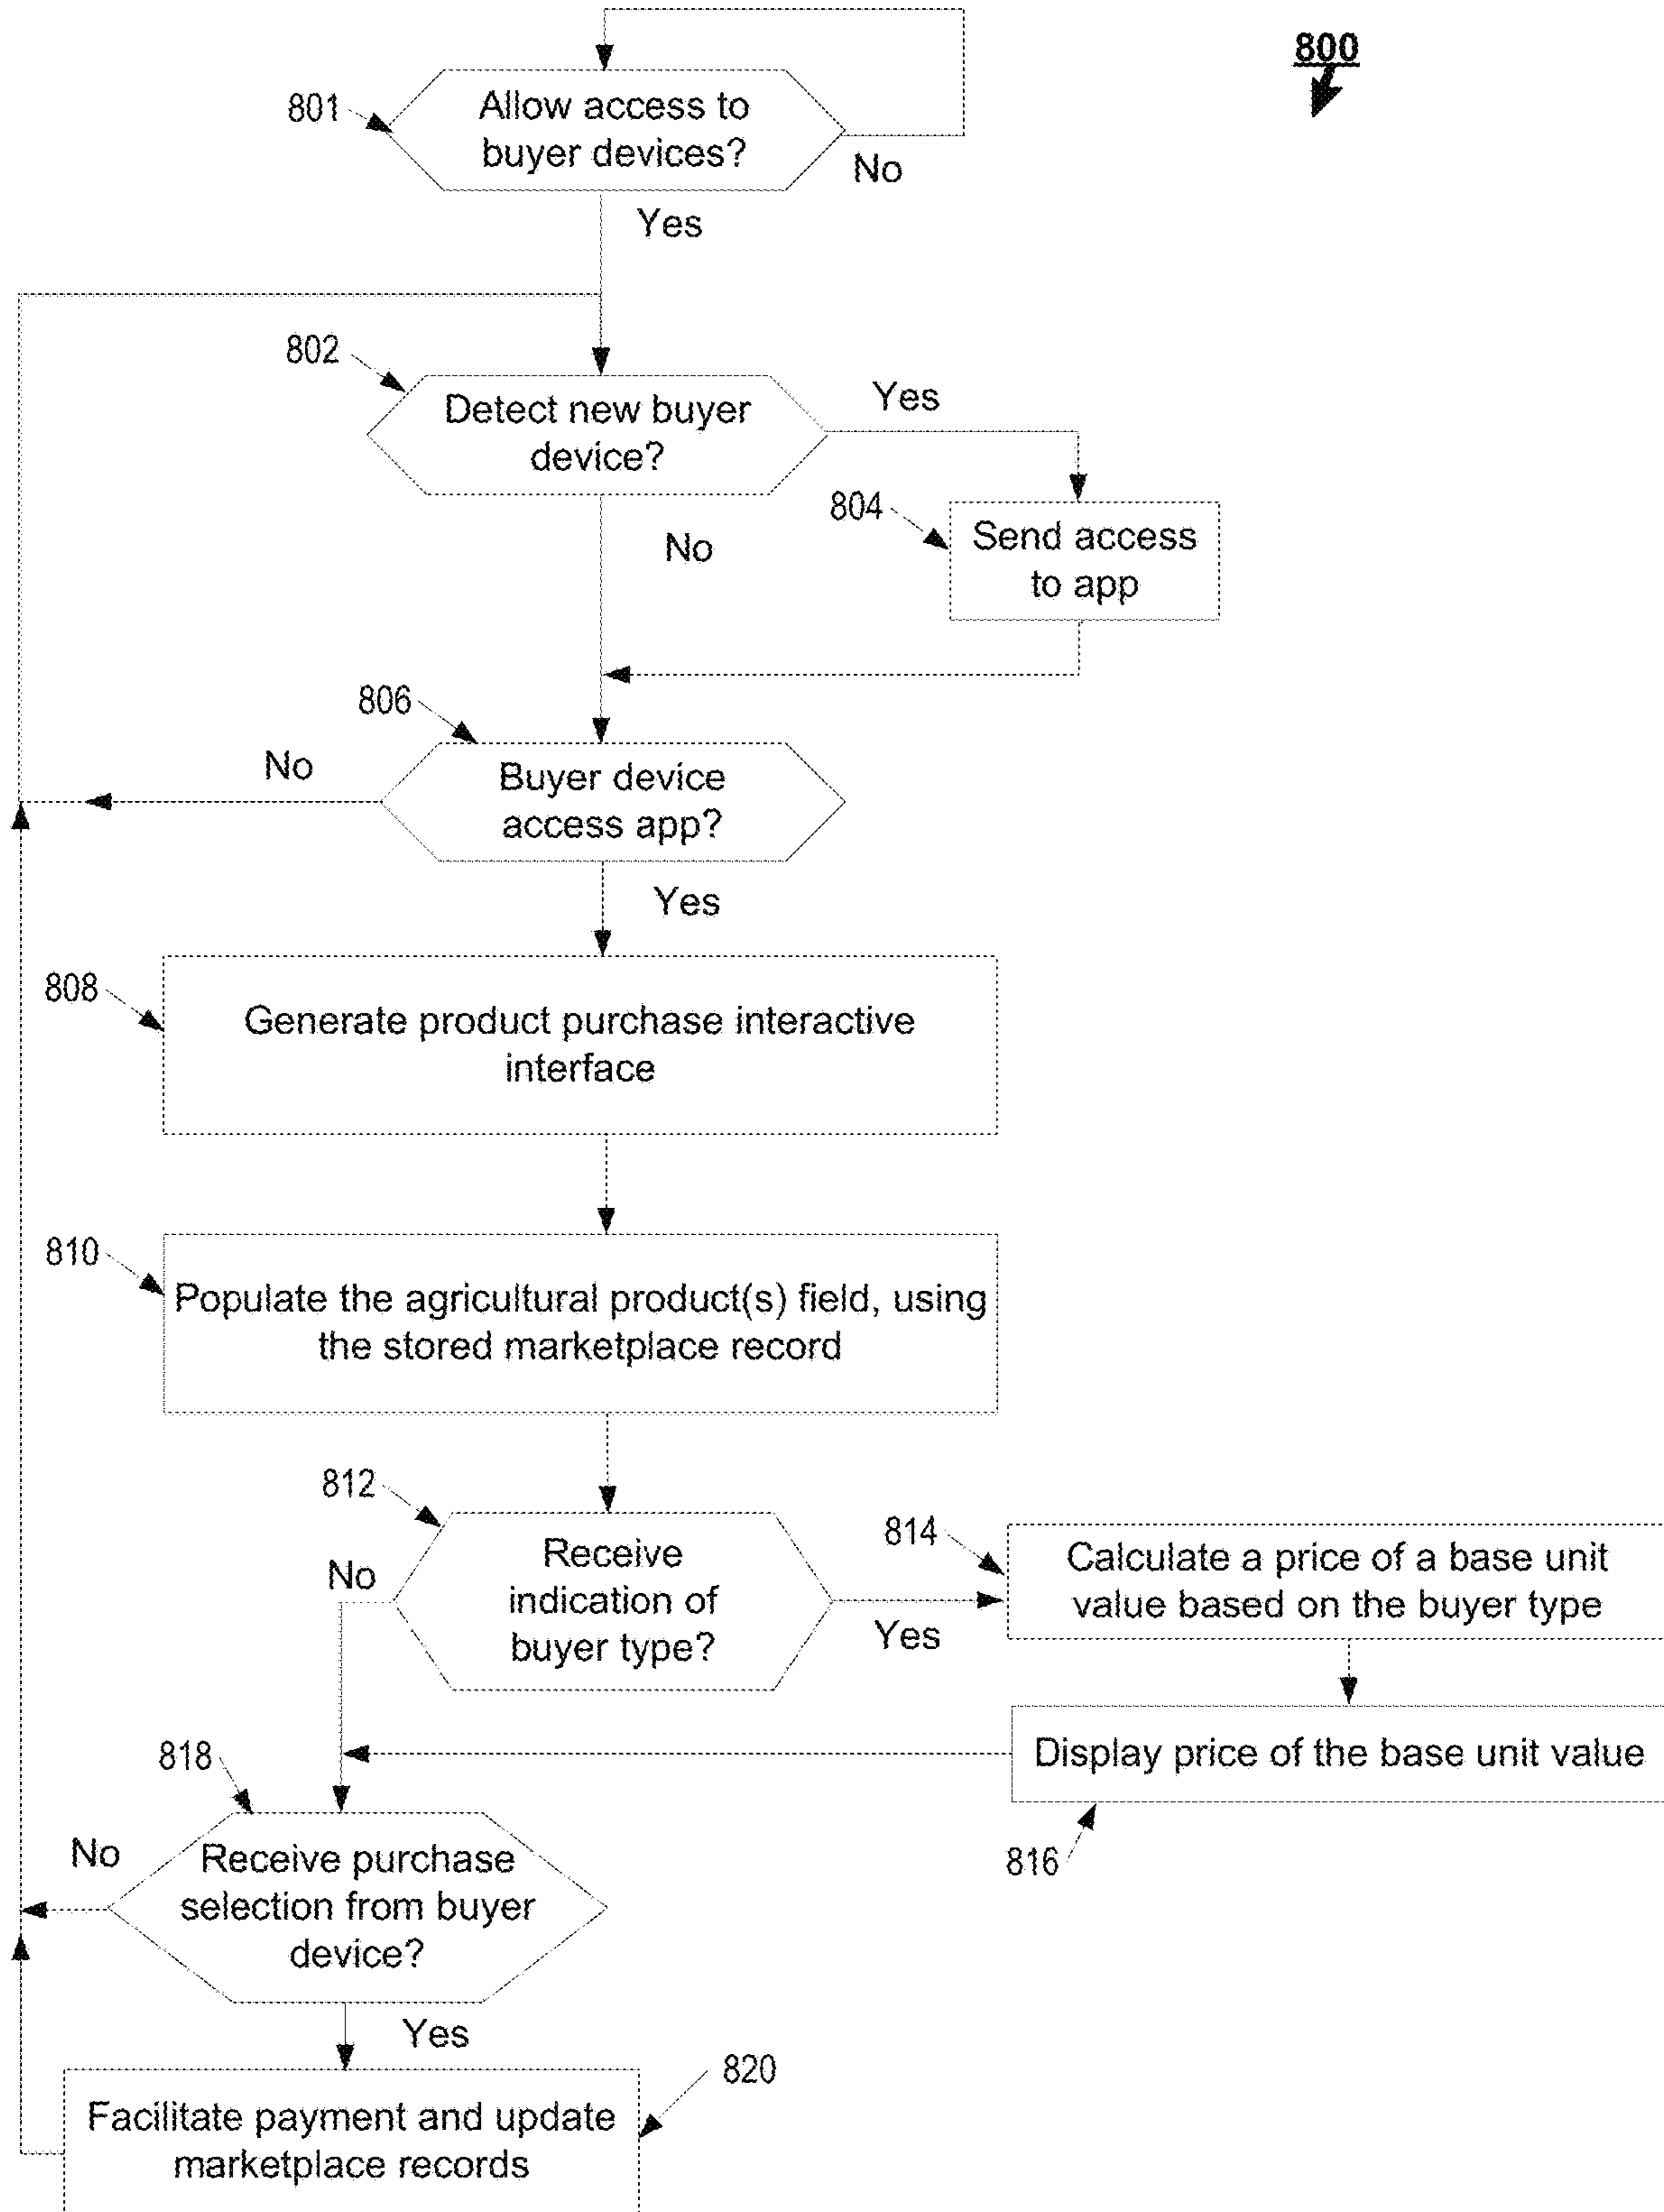 800
801
Allow access to
buyer devices?
No
Yes
802
Detect new buyer
device?
Yes
804
Send access
to app
No
806
Buyer device
access app?
No
Yes
808
Generate product purchase interactive
interface
810
Populate the agricultural product(s) field, using
the stored marketplace record
812
Receive
indication of
buyer type?
No
Yes
814
Calculate a price of a base unit
value based on the buyer type
Display price of the base unit value
816
818
Receive purchase
selection from buyer
device?
No
Yes
820
Facilitate payment and update
marketplace records